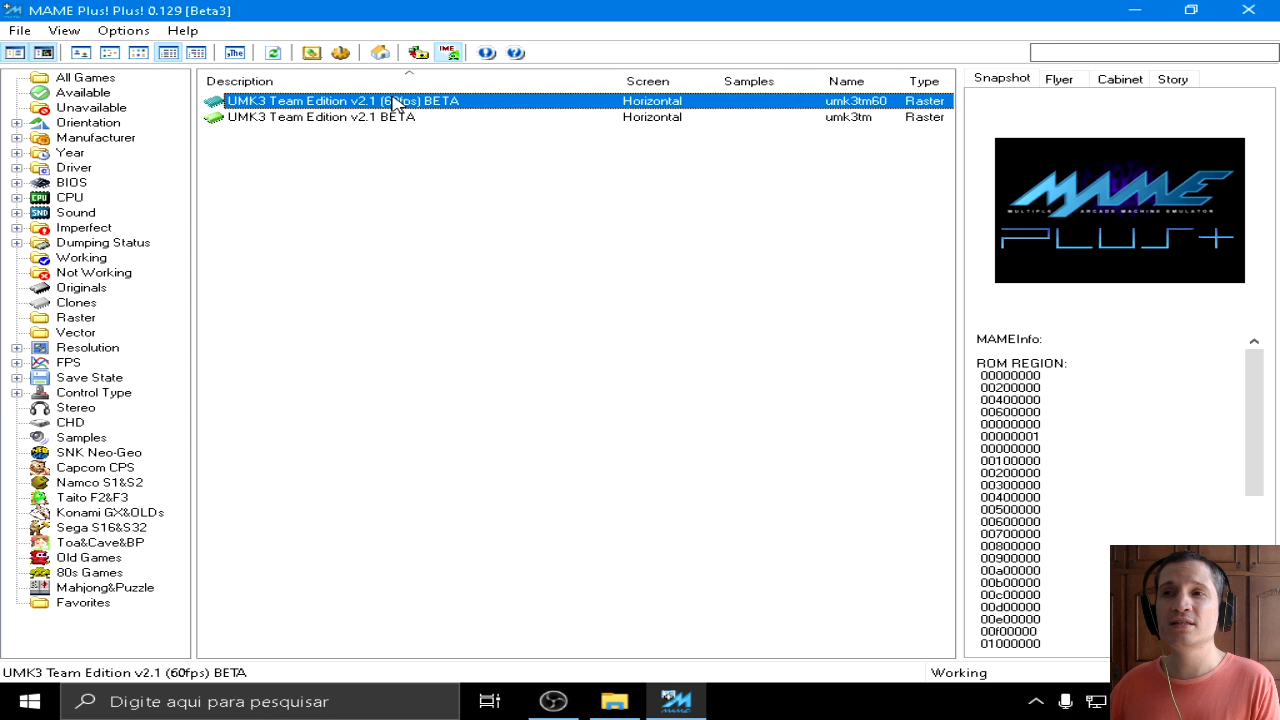 MAME Plus! Plus! 0.129 [Beta3]
File View Options Help
All Games
Available
Unavailable
Orientation
Manufacturer
Year
Driver
BIOS
CPU
Sound
Imperfect
Dumping Status
Working
Not Working
Originals
Clones
Raster
Vector
Resolution
FPS
Save State
Control Type
Stereo
CHD
Samples
SNK Neo-Geo
Capcom CPS
Namco S1&S2
Taito F2&F3
Konami GX&OLDs
Sega S16&S32
Toa&Cave&BP
Old Games
80s Games
Mahjong&Puzzle
Favorites
Description Screen Samples Name Type
UMK3 Team Edition v2.1 (60fps) BETA Horizontal umk3tm60 Raster
UMK3 Team Edition v2.1 BETA Horizontal umk3tm Raster
Snapshot Flyer Cabinet Story
MAME
MULTIPLE ARCADE MACHINE EMULATOR
PLUS+
MAMEInfo:
ROM REGION:
00000000
00200000
00400000
00600000
00000000
00000001
00000000
00100000
00200000
00300000
00400000
00500000
00600000
00700000
00800000
00900000
00a00000
00b00000
00c00000
00d00000
00e00000
00f00000
01000000
UMK3 Team Edition v2.1 (60fps) BETA Working
Digite aqui para pesquisar